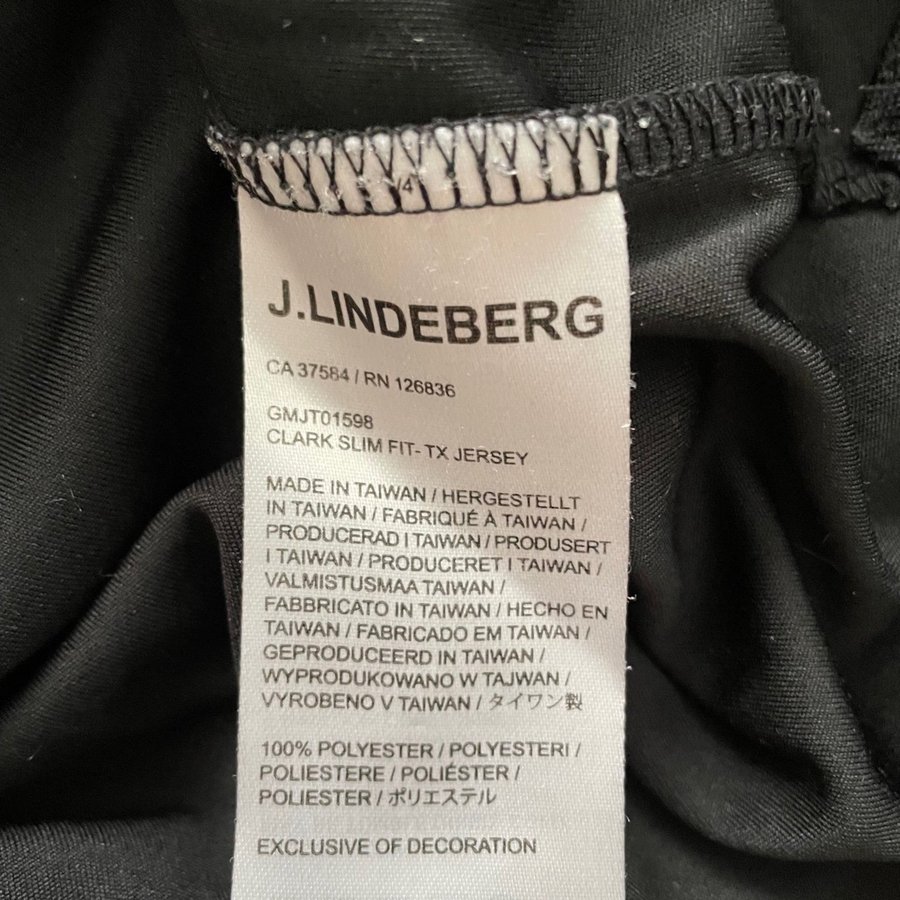 /4
J.LINDEBERG
CA 37584 / RN 126836
GMJT01598
CLARK SLIM FIT- TX JERSEY
MADE IN TAIWAN / HERGESTELLT
IN TAIWAN / FABRIQUÉ À TAIWAN /
PRODUCERAD I TAIWAN / PRODUSERT
I TAIWAN / PRODUCERET I TAIWAN /
VALMISTUSMAA TAIWAN /
FABBRICATO IN TAIWAN / HECHO EN
TAIWAN / FABRICADO EM TAIWAN /
GEPRODUCEERD IN TAIWAN /
WYPRODUKOWANO W TAJWAN /
VYROBENO V TAIWAN / タイワン製
100% POLYESTER / POLYESTERI /
POLIESTERE / POLIÉSTER /
POLIESTER / ポリエステル
EXCLUSIVE OF DECORATION